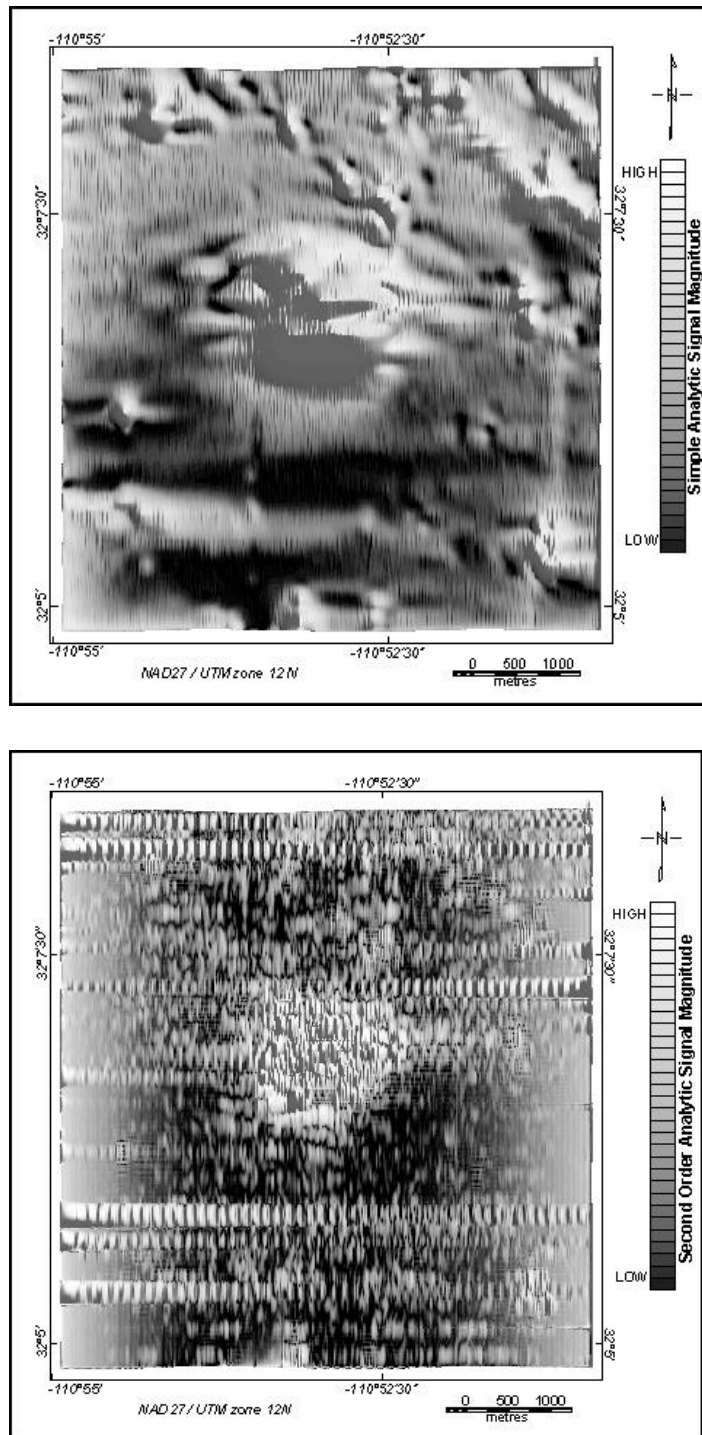 -110°55' -110°52'30"
N
HIGH
32°7'30" 32°7'30"
Simple Analytic Signal Magnitude
LOW
32°5' 32°5'
-110°55' -110°52'30"
NAD27 / UTM zone 12N
0 500 1000
metres
-110°55' -110°52'30"
N
HIGH
32°7'30" 32°7'30"
Second Order Analytic Signal Magnitude
LOW
32°5' 32°5'
-110°55' -110°52'30"
NAD27 / UTM zone 12N
0 500 1000
metres